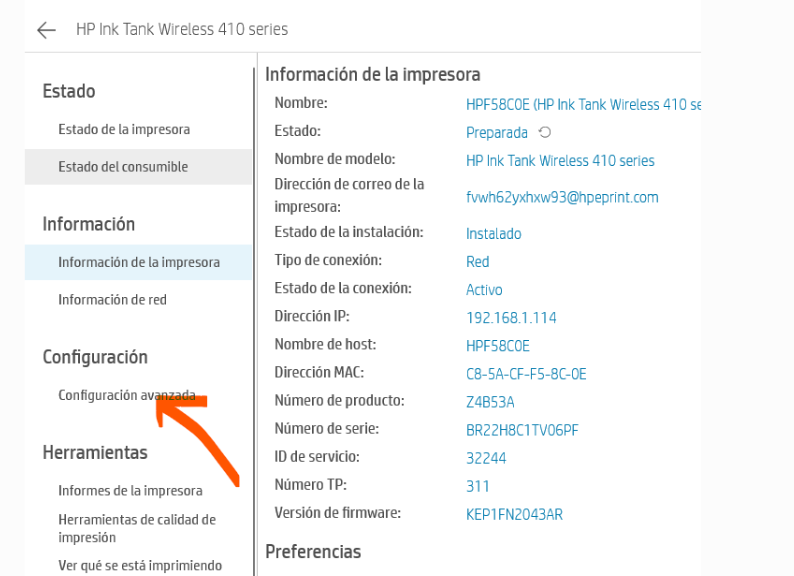 HP Ink Tank Wireless 410 series
Estado
Estado de la impresora
Estado del consumible
Información
Información de la impresora
Información de red
Configuración
Configuración avanzada
Herramientas
Informes de la impresora
Herramientas de calidad de
impresión
Ver qué se está imprimiendo
Información de la impresora
Nombre: HPF58C0E (HP Ink Tank Wireless 410 se
Estado: Preparada
Nombre de modelo: HP Ink Tank Wireless 410 series
Dirección de correo de la
impresora: fvwh62yxhxw93@hpeprint.com
Estado de la instalación: Instalado
Tipo de conexión: Red
Estado de la conexión: Activo
Dirección IP: 192.168.1.114
Nombre de host: HPF58C0E
Dirección MAC: C8-5A-CF-F5-8C-0E
Número de producto: Z4B53A
Número de serie: BR22H8C1TV06PF
ID de servicio: 32244
Número TP: 311
Versión de firmware: KEP1FN2043AR
Preferencias